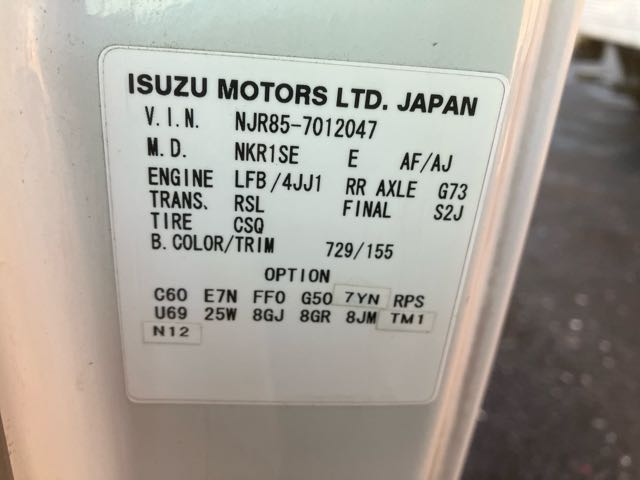 ISUZU MOTORS LTD. JAPAN
V.I.N. NJR85-7012047
M.D. NKR1SE E AF/AJ
ENGINE LFB/4JJ1 RR AXLE G73
TRANS. RSL FINAL S2J
TIRE CSQ
B.COLOR/TRIM 729/155
OPTION
C60 E7N FF0 G50 7YN RPS
U69 25W 8GJ 8GR 8JM TM1
N12